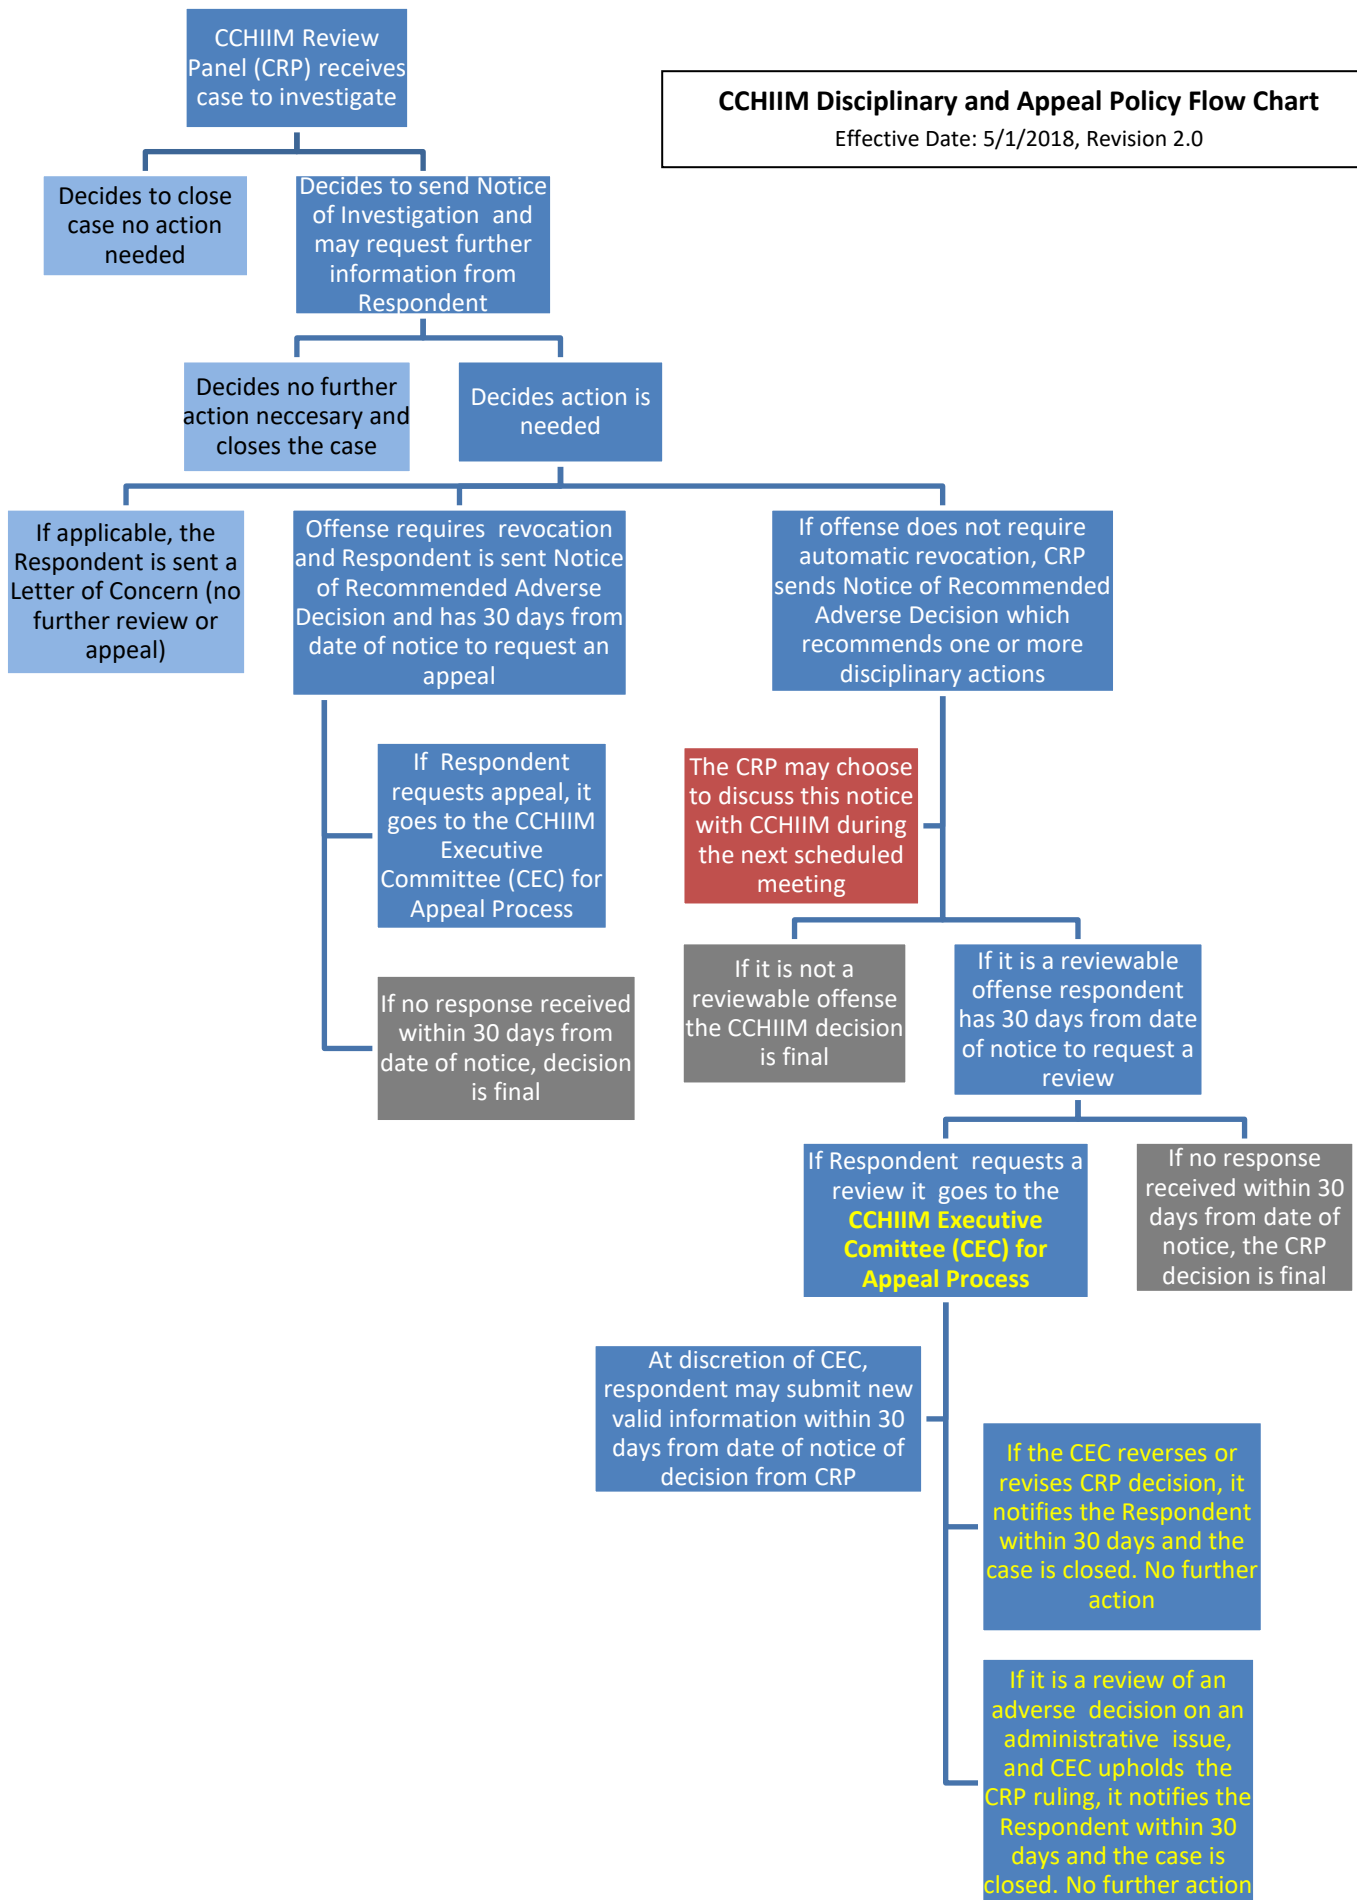 CCHIIM Review
Panel (CRP) receives
case to investigate
CCHIIM Disciplinary and Appeal Policy Flow Chart
Effective Date: 5/1/2018, Revision 2.0
Decides to close
case no action
needed
Decides to send Notice
of Investigation and
may request further
information from
Respondent
Decides no further
action neccesary and
closes the case
Decides action is
needed
If applicable, the
Respondent is sent a
Letter of Concern (no
further review or
appeal)
Offense requires revocation
and Respondent is sent Notice
of Recommended Adverse
Decision and has 30 days from
date of notice to request an
appeal
If offense does not require
automatic revocation, CRP
sends Notice of Recommended
Adverse Decision which
recommends one or more
disciplinary actions
If Respondent
requests appeal, it
goes to the CCHIIM
Executive
Committee (CEC) for
Appeal Process
The CRP may choose
to discuss this notice
with CCHIIM during
the next scheduled
meeting
If no response received
within 30 days from
date of notice, decision
is final
If it is not a
reviewable offense
the CCHIIM decision
is final
If it is a reviewable
offense respondent
has 30 days from date
of notice to request a
review
If Respondent requests a
review it goes to the
CCHIIM Executive
Comittee (CEC) for
Appeal Process
If no response
received within 30
days from date of
notice, the CRP
decision is final
At discretion of CEC,
respondent may submit new
valid information within 30
days from date of notice of
decision from CRP
If the CEC reverses or
revises CRP decision, it
notifies the Respondent
within 30 days and the
case is closed. No further
action
If it is a review of an
adverse decision on an
administrative issue,
and CEC upholds the
CRP ruling, it notifies the
Respondent within 30
days and the case is
closed. No further action